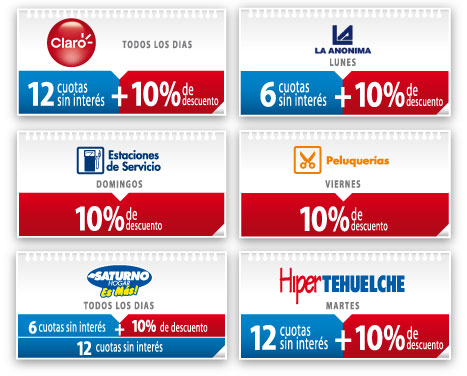 Claro
TODOS LOS DIAS
12 cuotas sin interés + 10% de descuento
LA ANONIMA
LUNES
6 cuotas sin interés + 10% de descuento
Estaciones
de Servicio
DOMINGOS
10% de descuento
Peluquerías
VIERNES
10% de descuento
SATURNO
HOGAR
Es Más!
TODOS LOS DIAS
6 cuotas sin interés + 10% de descuento
12 cuotas sin interés
HiperTEHUELCHE
MARTES
12 cuotas sin interés + 10% de descuento